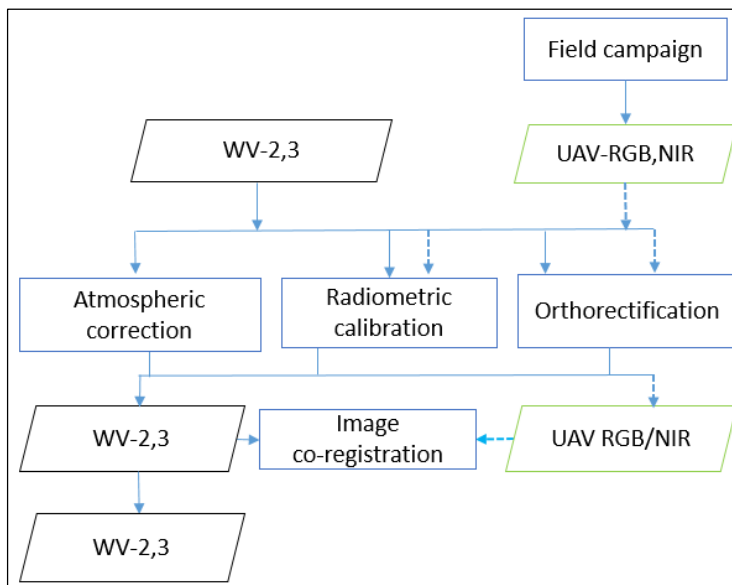 Field campaign
WV-2,3
UAV-RGB,NIR
Atmospheric
correction
Radiometric
calibration
Orthorectification
WV-2,3
Image
co-registration
UAV RGB/NIR
WV-2,3